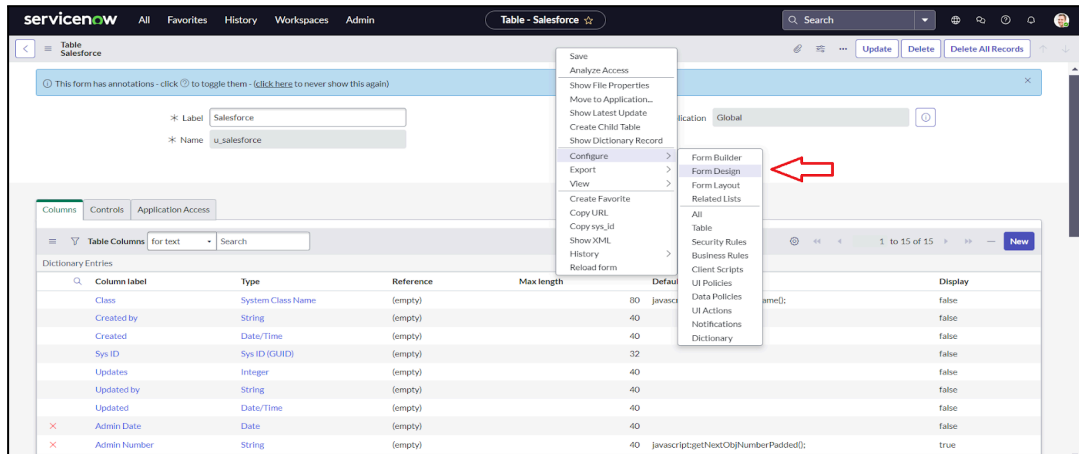 servicenow All Favorites History Workspaces Admin Table - Salesforce Search
Table
Salesforce
Update Delete Delete All Records
This form has annotations - click ? to toggle them - (click here to never show this again)
Label Salesforce
Name u_salesforce
lication Global
Save
Analyze Access
Show File Properties
Move to Application...
Show Latest Update
Create Child Table
Show Dictionary Record
Configure
Export
View
Create Favorite
Copy URL
Copy sys_id
Show XML
History
Reload form
Form Builder
Form Design
Form Layout
Related Lists
All
Table
Security Rules
Business Rules
Client Scripts
UI Policies
Data Policies
UI Actions
Notifications
Dictionary
Columns Controls Application Access
Table Columns for text Search 1 to 15 of 15 New
Dictionary Entries
Column label Type Reference Max length Defau Display
Class System Class Name (empty) 80 javasc ame(); false
Created by String (empty) 40 false
Created Date/Time (empty) 40 false
Sys ID Sys ID (GUID) (empty) 32 false
Updates Integer (empty) 40 false
Updated by String (empty) 40 false
Updated Date/Time (empty) 40 false
Admin Date Date (empty) 40 false
Admin Number String (empty) 40 javascript:getNextObjNumberPadded(); true